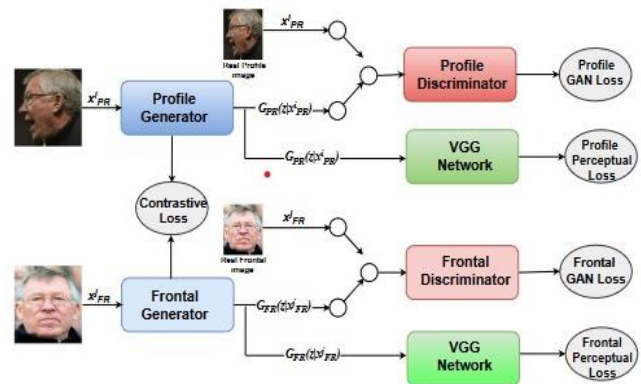 x^i_PR
Real Profile
image
x^i_PR
Profile
Generator
G_PR(z|x^i_PR)
Profile
Discriminator
Profile
GAN Loss
G_PR(z|x^i_PR)
VGG
Network
Profile
Perceptual
Loss
Contrastive
Loss
x^j_FR
Real Frontal
image
x^j_FR
Frontal
Generator
G_FR(z|x^j_FR)
Frontal
Discriminator
Frontal
GAN Loss
G_FR(z|x^j_FR)
VGG
Network
Frontal
Perceptual
Loss